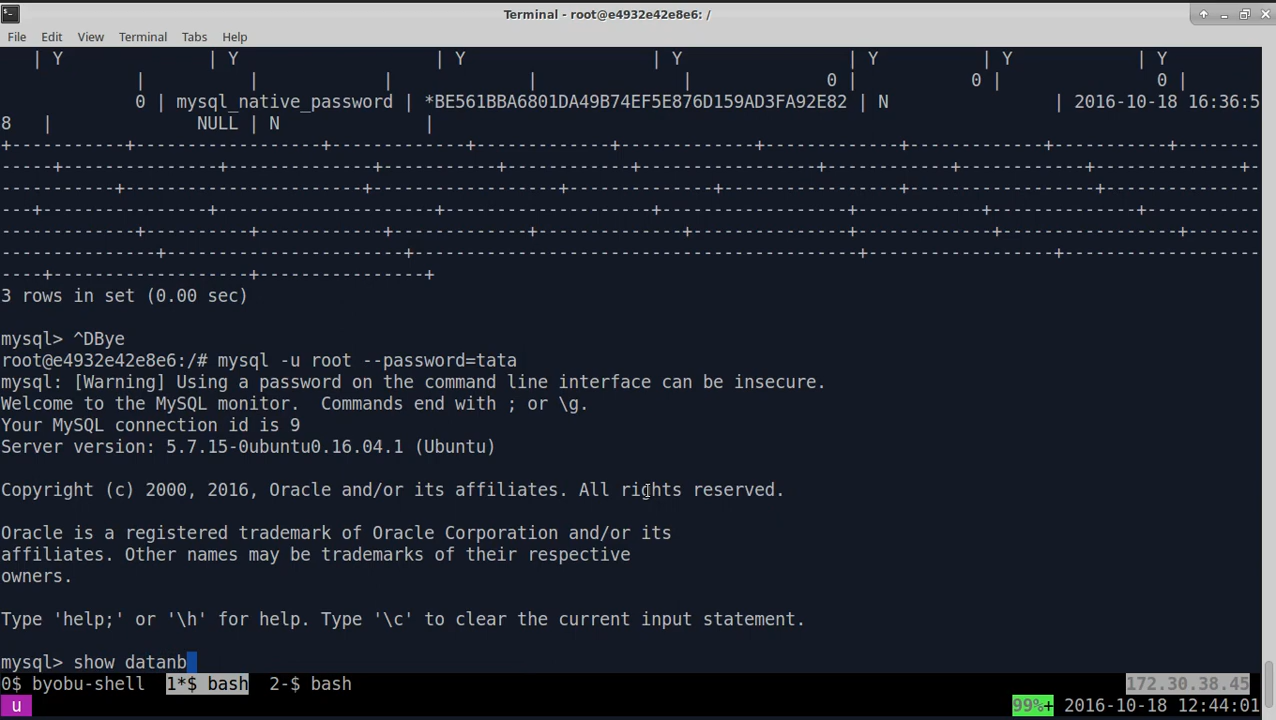 Terminal - root@e4932e42e8e6: /
File Edit View Terminal Tabs Help
| Y | Y | Y | Y | Y | Y | Y
| | | | | 0 | 0 | 0 |
0 | mysql_native_password | *BE561BBA6801DA49B74EF5E876D159AD3FA92E82 | N | 2016-10-18 16:36:5
8 | NULL | N |
+------------+------------------+-------------+-------------+-------------+-------------+-------------+-----------+--------
-----+---------------+--------------+-----------+------------+-----------------+------------+------------+--------------+-
-----------+-----------------------+------------------+--------------+-----------------+------------------+---------------
---+----------------+---------------------+--------------------+------------------+------------+--------------+-----------
-------------+----------+------------+-------------+--------------+---------------+-------------+-----------------+-------
---------------+-----------------------+-------------------------------------------+------------------+-------------------
----+-------------------+----------------+
3 rows in set (0.00 sec)
mysql> ^DBye
root@e4932e42e8e6:/# mysql -u root --password=tata
mysql: [Warning] Using a password on the command line interface can be insecure.
Welcome to the MySQL monitor.  Commands end with ; or \g.
Your MySQL connection id is 9
Server version: 5.7.15-0ubuntu0.16.04.1 (Ubuntu)
Copyright (c) 2000, 2016, Oracle and/or its affiliates. All rights reserved.
Oracle is a registered trademark of Oracle Corporation and/or its
affiliates. Other names may be trademarks of their respective
owners.
Type 'help;' or '\h' for help. Type '\c' to clear the current input statement.
mysql> show datanb
0$ byobu-shell 1*$ bash 2-$ bash 172.30.38.45
u 99%+ 2016-10-18 12:44:01